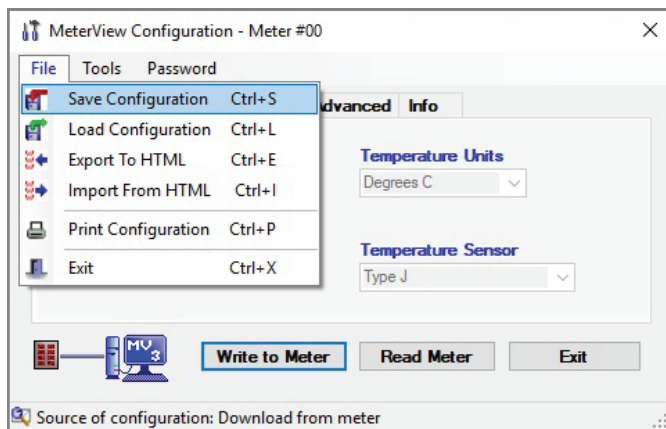 MeterView Configuration - Meter #00
File Tools Password
Save Configuration Ctrl+S
Advanced Info
Load Configuration Ctrl+L
Export To HTML Ctrl+E
Temperature Units
Import From HTML Ctrl+I
Degrees C
Print Configuration Ctrl+P
Temperature Sensor
Exit Ctrl+X
Type J
MV3
Write to Meter Read Meter Exit
Source of configuration: Download from meter